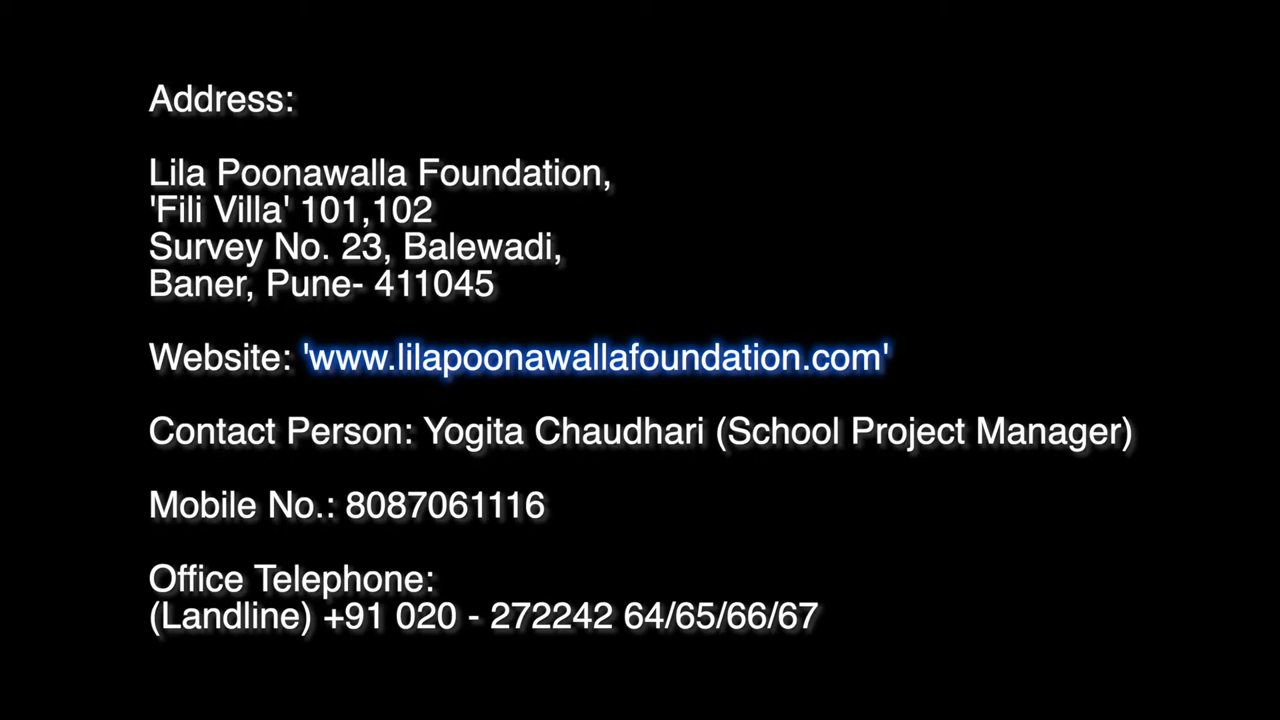 Address:
Lila Poonawalla Foundation,
'Fili Villa' 101,102
Survey No. 23, Balewadi,
Baner, Pune- 411045
Website: 'www.lilapoonawallafoundation.com'
Contact Person: Yogita Chaudhari (School Project Manager)
Mobile No.: 8087061116
Office Telephone:
(Landline) +91 020 - 272242 64/65/66/67